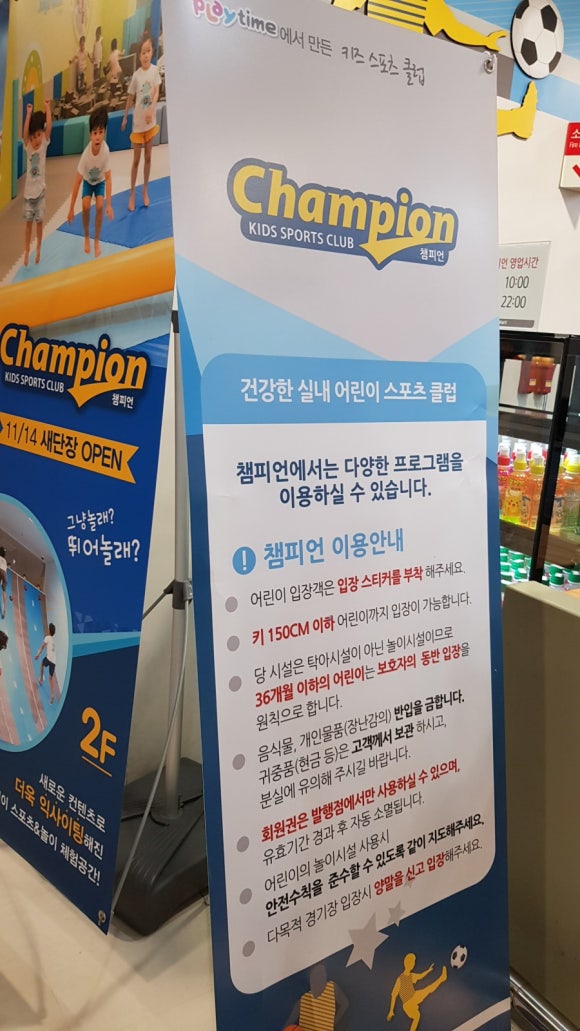 Playtime에서 만든 키즈 스포츠 클럽
Champion
KIDS SPORTS CLUB
챔피언
건강한 실내 어린이 스포츠 클럽
챔피언에서는 다양한 프로그램을
이용하실 수 있습니다.
! 챔피언 이용안내
어린이 입장객은 입장 스티커를 부착 해주세요.
키 150CM 이하 어린이까지 입장이 가능합니다.
당 시설은 탁아시설이 아닌 놀이시설이므로
36개월 이하의 어린이는 보호자의 동반 입장을
원칙으로 합니다.
음식물, 개인물품(장난감의) 반입을 금합니다.
귀중품(현금 등)은 고객께서 보관 하시고,
분실에 유의해 주시길 바랍니다.
회원권은 발행점에서만 사용하실 수 있으며,
유효기간 경과 후 자동 소멸됩니다.
어린이의 놀이시설 사용시
안전수칙을 준수할 수 있도록 같이 지도해주세요.
다목적 경기장 입장시 양말을 신고 입장해주세요.
Champion
KIDS SPORTS CLUB
챔피언
11/14 새단장 OPEN
그냥놀래?
뛰어놀래?
2F
새로운 컨텐츠로
더욱 익사이팅해진
스포츠&놀이 체험공간!
영업시간
10:00
22:00